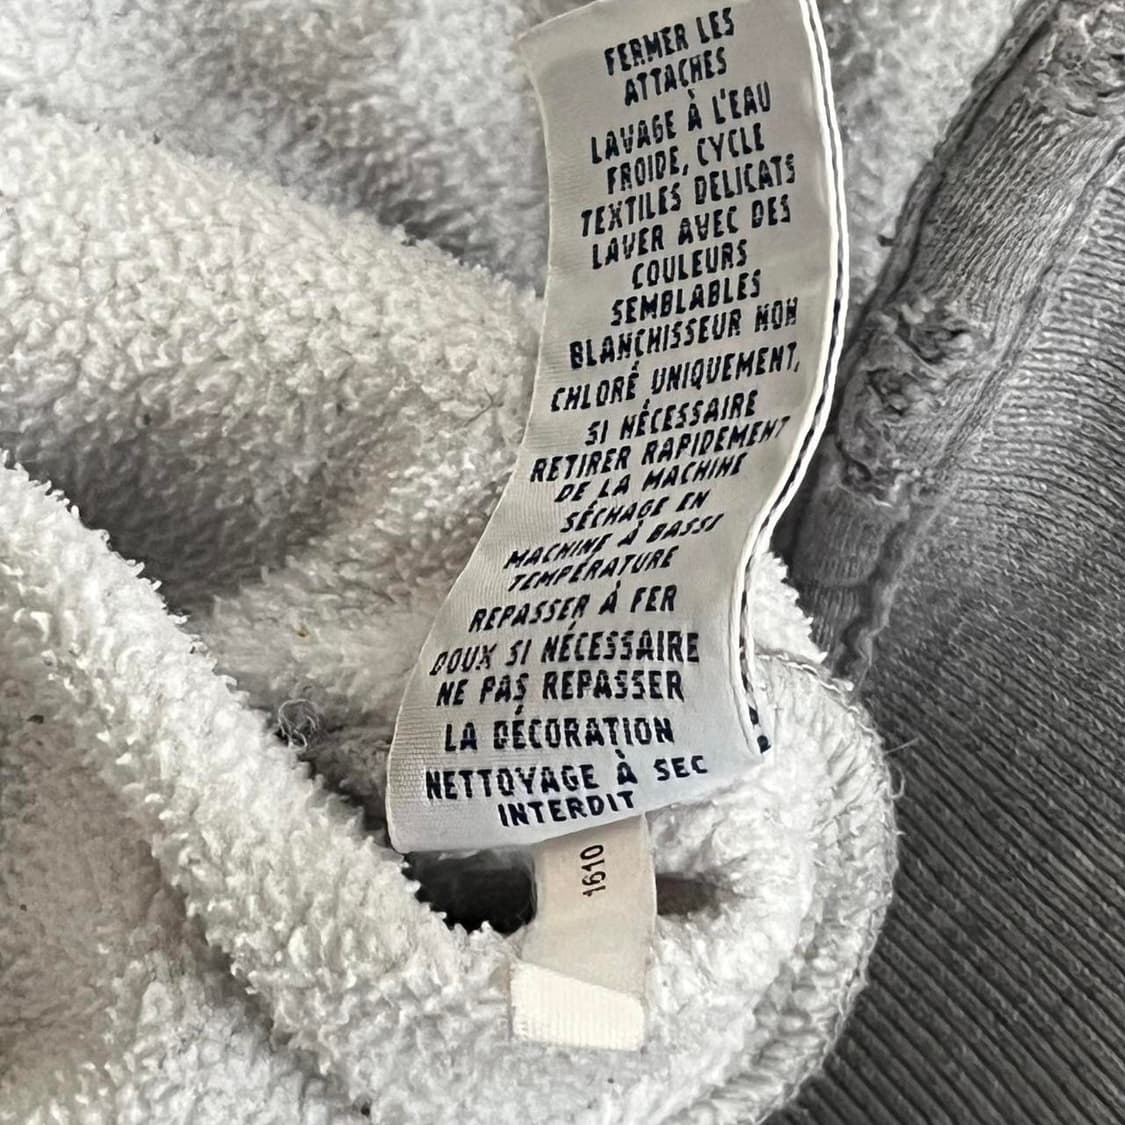 FERMER LES
ATTACHES
LAVAGE À L'EAU
FROIDE, CYCLE
TEXTILES DELICATS
LAVER AVEC DES
COULEURS
SEMBLABLES
BLANCHISSEUR NON
CHLORÉ UNIQUEMENT,
SI NÉCESSAIRE
RETIRER RAPIDEMENT
DE LA MACHINE
SÉCHAGE EN
MACHINE À BASSE
TEMPÉRATURE
REPASSER À FER
DOUX SI NÉCESSAIRE
NE PAS REPASSER
LA DÉCORATION
NETTOYAGE À SEC
INTERDIT
1610